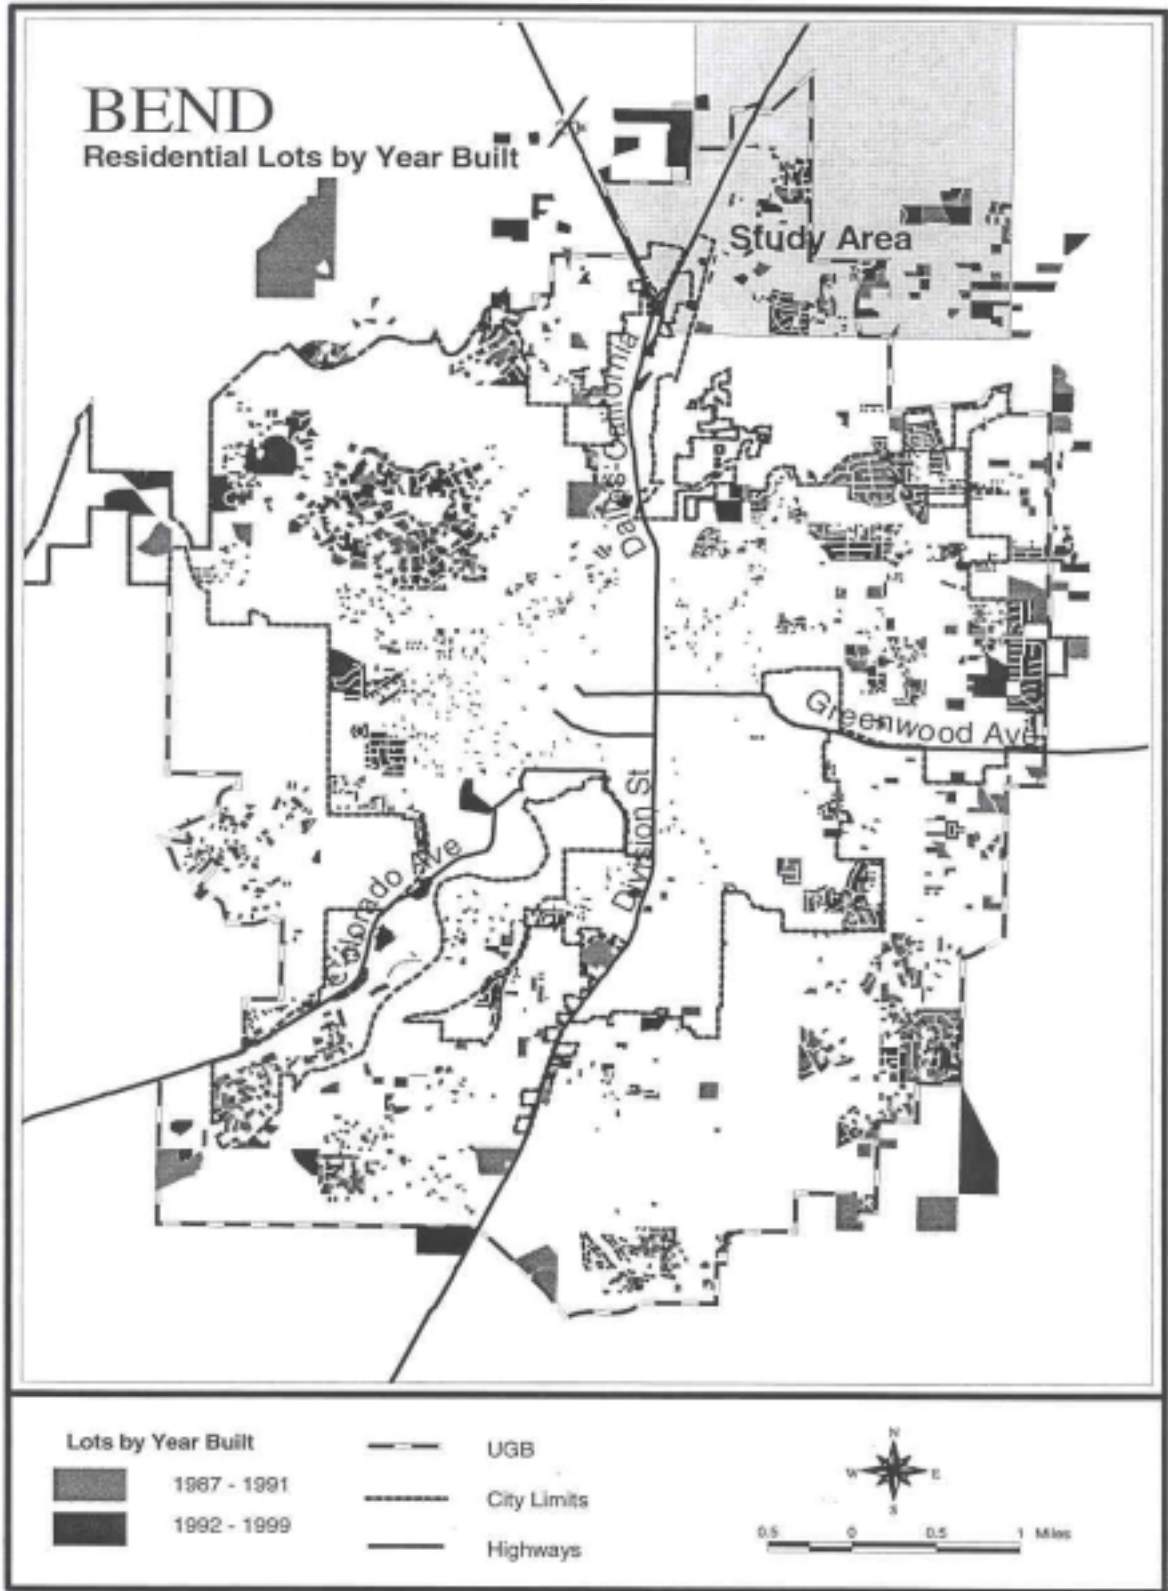 BEND
Residential Lots by Year Built
Study Area
Dalles-California
Greenwood Ave
Division St
Colorado Ave
Lots by Year Built
1987 - 1991
1992 - 1999
UGB
City Limits
Highways
N
W
E
S
0.5 0 0.5 1 Miles